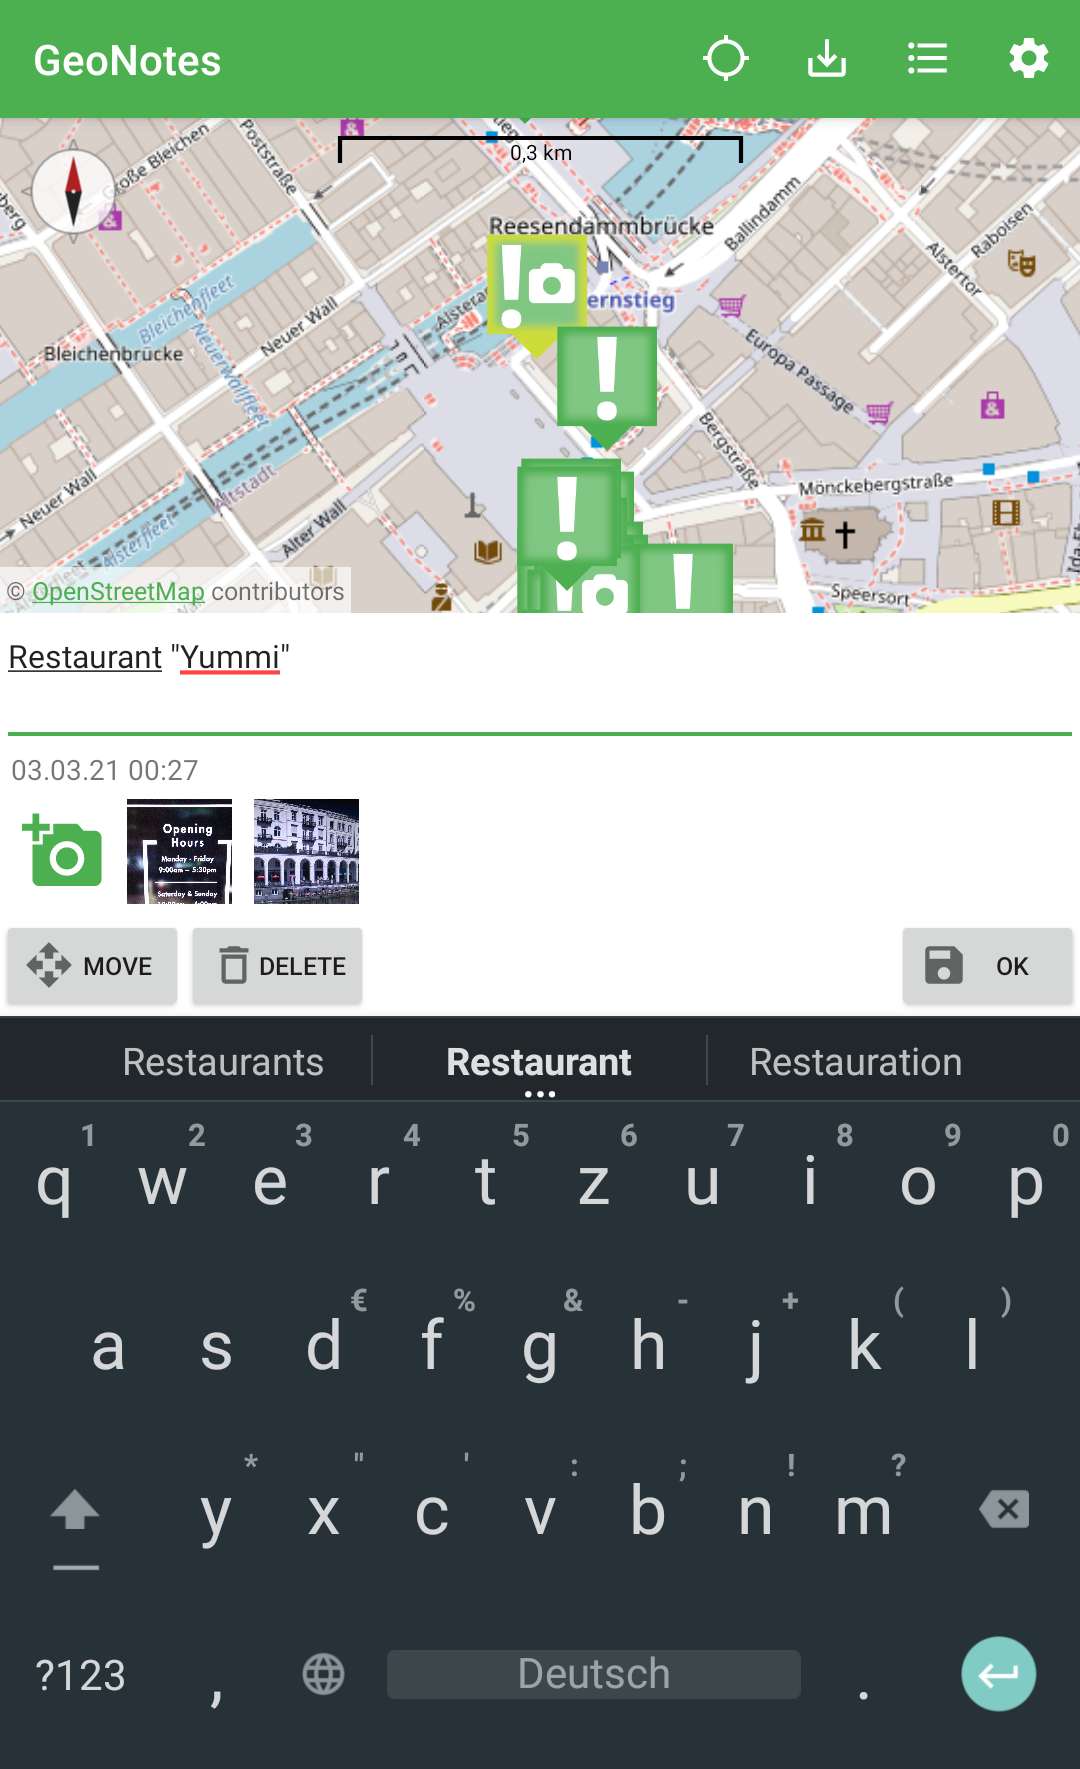 GeoNotes
0,3 km
Große Bleichen
Poststraße
Reesendammbrücke
Ballindamm
Raboisen
Alstertor
ernstieg
Bleichenfleet
Neuer Wall
Neuerwallfleet
Bleichenbrücke
Europa Passage
Bergstraße
Mönckebergstraße
Neuer Wall
Altstadt
Alsterfleet
Alter Wall
Speersort
© OpenStreetMap contributors
Restaurant "Yummi"
03.03.21 00:27
Opening
Hours
Monday - Friday
9:00am – 5:30pm
Saturday & Sunday
MOVE DELETE OK
Restaurants Restaurant Restauration
1 2 3 4 5 6 7 8 9 0
q w e r t z u i o p
€ % & - + ( )
a s d f g h j k l
* " ' : ; ! ?
y x c v b n m
?123 , Deutsch .